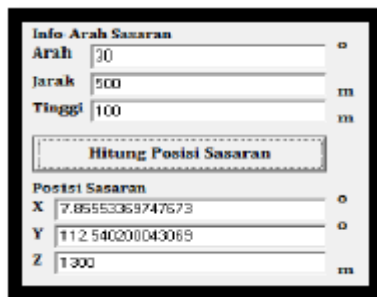 Info Arah Sasaran
Arah 30 °
Jarak 500 m
Tinggi 100 m
Hitung Posisi Sasaran
Posisi Sasaran
X 7.85553369747673 °
Y 112.540200043069 °
Z 1300 m